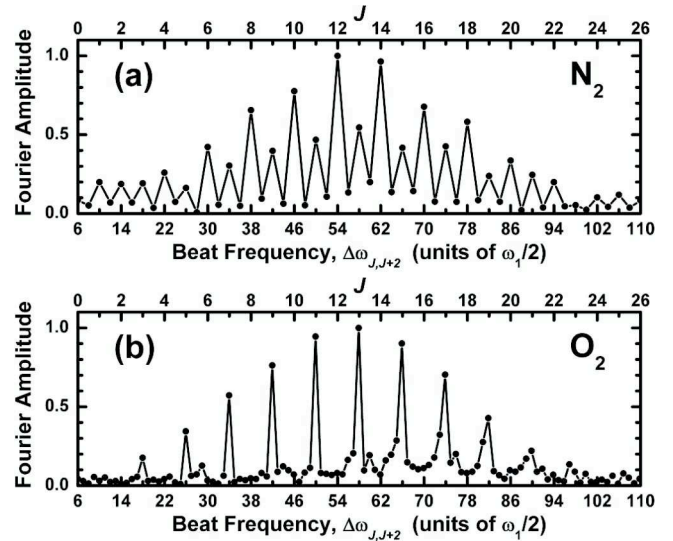 J
0 2 4 6 8 10 12 14 16 18 20 22 24 26
1.0
(a)
N2
0.5
0.0
Fourier Amplitude
6 14 22 30 38 46 54 62 70 78 86 94 102 110
Beat Frequency, ΔωJ,J+2 (units of ω1/2)
J
0 2 4 6 8 10 12 14 16 18 20 22 24 26
1.0
(b)
O2
0.5
0.0
Fourier Amplitude
6 14 22 30 38 46 54 62 70 78 86 94 102 110
Beat Frequency, ΔωJ,J+2 (units of ω1/2)